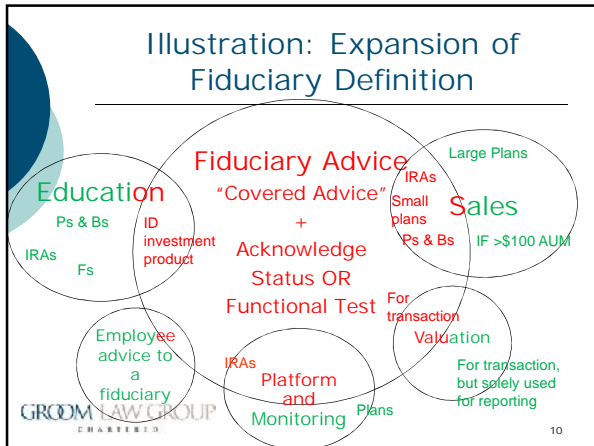 Illustration: Expansion of
Fiduciary Definition
Fiduciary Advice
"Covered Advice"
+
Acknowledge
Status OR
Functional Test
Education
Ps & Bs
IRAs
Fs
ID
investment
product
Large Plans
IRAs
Small
plans
Sales
Ps & Bs
IF >$100 AUM
For
transaction
Valuation
For transaction,
but solely used
for reporting
Employee
advice to
a
fiduciary
IRAs
Platform
and
Monitoring
Plans
GROOM LAW GROUP
CHARTERED
10